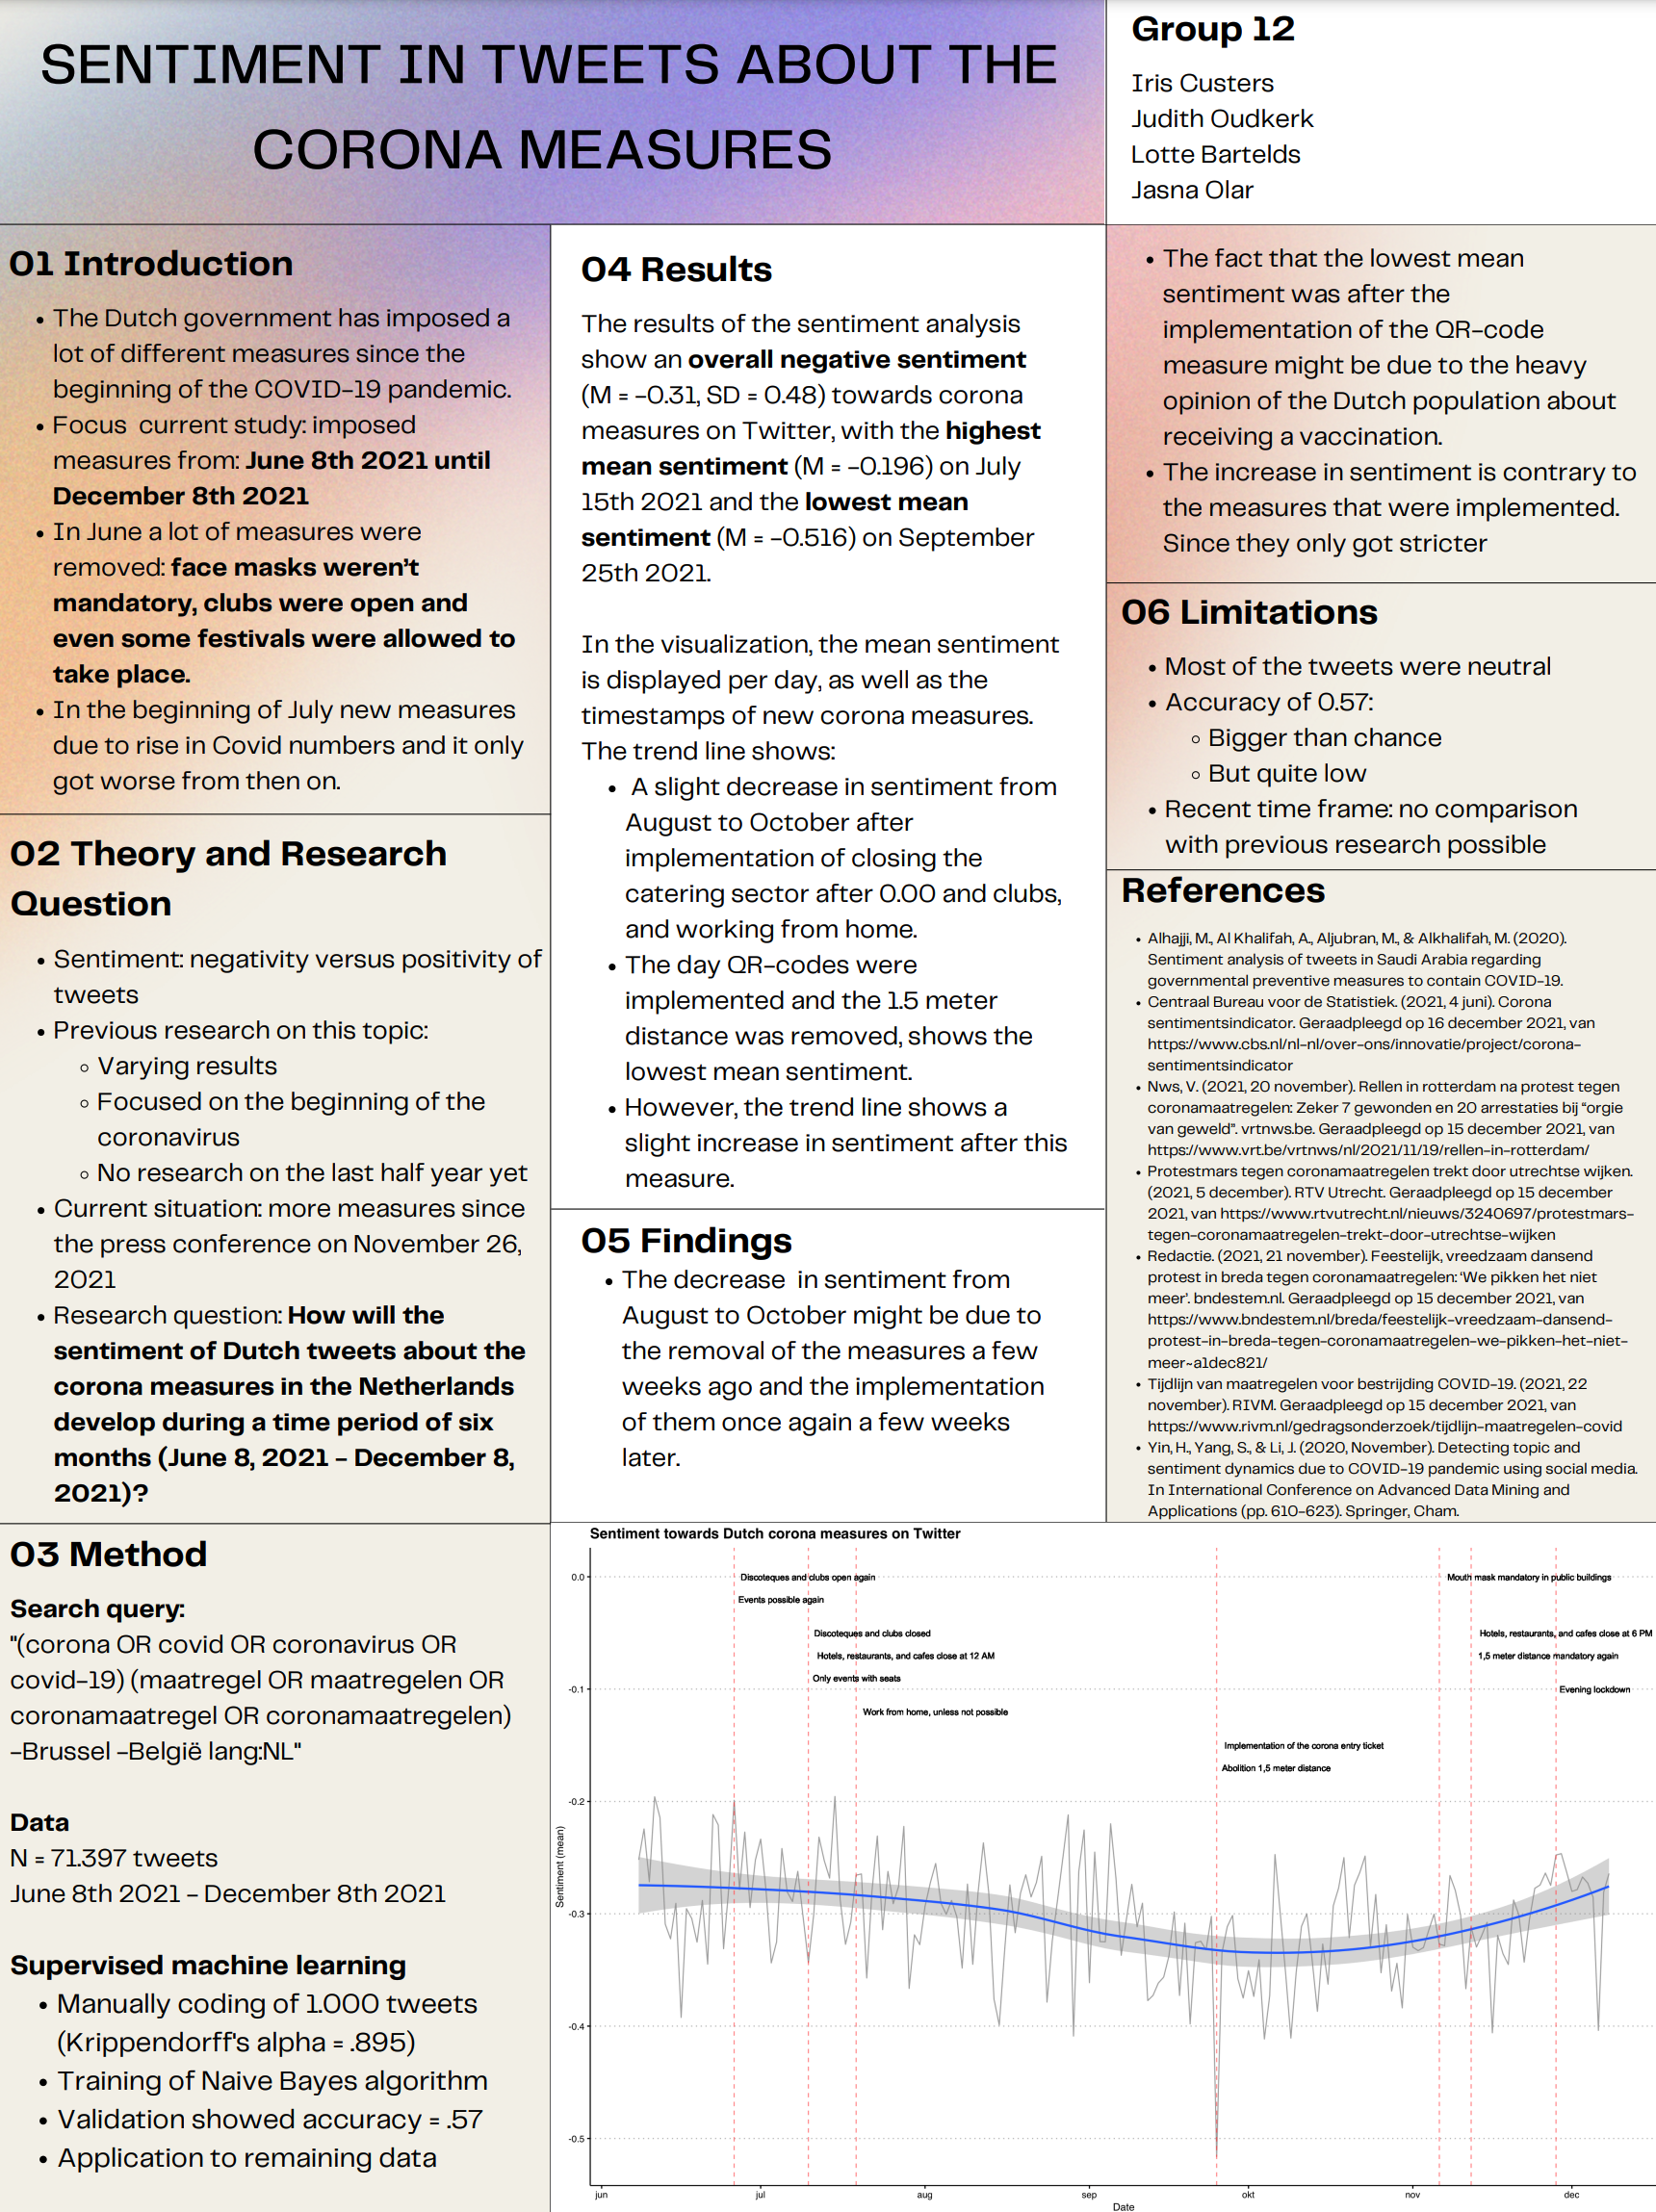 SENTIMENT IN TWEETS ABOUT THE
CORONA MEASURES
Group 12
Iris Custers
Judith Oudkerk
Lotte Bartelds
Jasna Olar
01 Introduction
• The Dutch government has imposed a
lot of different measures since the
beginning of the COVID-19 pandemic.
• Focus  current study: imposed
measures from: June 8th 2021 until
December 8th 2021
• In June a lot of measures were
removed: face masks weren't
mandatory, clubs were open and
even some festivals were allowed to
take place.
• In the beginning of July new measures
due to rise in Covid numbers and it only
got worse from then on.
02 Theory and Research
Question
• Sentiment: negativity versus positivity of
tweets
• Previous research on this topic:
◦ Varying results
◦ Focused on the beginning of the
coronavirus
◦ No research on the last half year yet
• Current situation: more measures since
the press conference on November 26,
2021
• Research question: How will the
sentiment of Dutch tweets about the
corona measures in the Netherlands
develop during a time period of six
months (June 8, 2021 - December 8,
2021)?
03 Method
Search query:
"(corona OR covid OR coronavirus OR
covid-19) (maatregel OR maatregelen OR
coronamaatregel OR coronamaatregelen)
-Brussel -België lang:NL"
Data
N = 71.397 tweets
June 8th 2021 - December 8th 2021
Supervised machine learning
• Manually coding of 1.000 tweets
(Krippendorff's alpha = .895)
• Training of Naive Bayes algorithm
• Validation showed accuracy = .57
• Application to remaining data
04 Results
The results of the sentiment analysis
show an overall negative sentiment
(M = -0.31, SD = 0.48) towards corona
measures on Twitter, with the highest
mean sentiment (M = -0.196) on July
15th 2021 and the lowest mean
sentiment (M = -0.516) on September
25th 2021.
In the visualization, the mean sentiment
is displayed per day, as well as the
timestamps of new corona measures.
The trend line shows:
• A slight decrease in sentiment from
August to October after
implementation of closing the
catering sector after 0.00 and clubs,
and working from home.
• The day QR-codes were
implemented and the 1.5 meter
distance was removed, shows the
lowest mean sentiment.
• However, the trend line shows a
slight increase in sentiment after this
measure.
05 Findings
• The decrease  in sentiment from
August to October might be due to
the removal of the measures a few
weeks ago and the implementation
of them once again a few weeks
later.
• The fact that the lowest mean
sentiment was after the
implementation of the QR-code
measure might be due to the heavy
opinion of the Dutch population about
receiving a vaccination.
• The increase in sentiment is contrary to
the measures that were implemented.
Since they only got stricter
06 Limitations
• Most of the tweets were neutral
• Accuracy of 0.57:
◦ Bigger than chance
◦ But quite low
• Recent time frame: no comparison
with previous research possible
References
• Alhajji, M., Al Khalifah, A., Aljubran, M., & Alkhalifah, M. (2020).
Sentiment analysis of tweets in Saudi Arabia regarding
governmental preventive measures to contain COVID-19.
• Centraal Bureau voor de Statistiek. (2021, 4 juni). Corona
sentimentsindicator. Geraadpleegd op 16 december 2021, van
https://www.cbs.nl/nl-nl/over-ons/innovatie/project/corona-
sentimentsindicator
• Nws, V. (2021, 20 november). Rellen in rotterdam na protest tegen
coronamaatregelen: Zeker 7 gewonden en 20 arrestaties bij "orgie
van geweld". vrtnws.be. Geraadpleegd op 15 december 2021, van
https://www.vrt.be/vrtnws/nl/2021/11/19/rellen-in-rotterdam/
• Protestmars tegen coronamaatregelen trekt door utrechtse wijken.
(2021, 5 december). RTV Utrecht. Geraadpleegd op 15 december
2021, van https://www.rtvutrecht.nl/nieuws/3240697/protestmars-
tegen-coronamaatregelen-trekt-door-utrechtse-wijken
• Redactie. (2021, 21 november). Feestelijk, vreedzaam dansend
protest in breda tegen coronamaatregelen: 'We pikken het niet
meer'. bndestem.nl. Geraadpleegd op 15 december 2021, van
https://www.bndestem.nl/breda/feestelijk-vreedzaam-dansend-
protest-in-breda-tegen-coronamaatregelen-we-pikken-het-niet-
meer~a1dec821/
• Tijdlijn van maatregelen voor bestrijding COVID-19. (2021, 22
november). RIVM. Geraadpleegd op 15 december 2021, van
https://www.rivm.nl/gedragsonderzoek/tijdlijn-maatregelen-covid
• Yin, H., Yang, S., & Li, J. (2020, November). Detecting topic and
sentiment dynamics due to COVID-19 pandemic using social media.
In International Conference on Advanced Data Mining and
Applications (pp. 610-623). Springer, Cham.
Sentiment towards Dutch corona measures on Twitter
0.0
-0.1
-0.2
-0.3
-0.4
-0.5
Sentiment (mean)
Discoteques and clubs open again
Events possible again
Discoteques and clubs closed
Hotels, restaurants, and cafes close at 12 AM
Only events with seats
Work from home, unless not possible
Implementation of the corona entry ticket
Abolition 1,5 meter distance
Mouth mask mandatory in public buildings
Hotels, restaurants, and cafes close at 6 PM
1,5 meter distance mandatory again
Evening lockdown
jun
jul
aug
sep
okt
nov
dec
Date